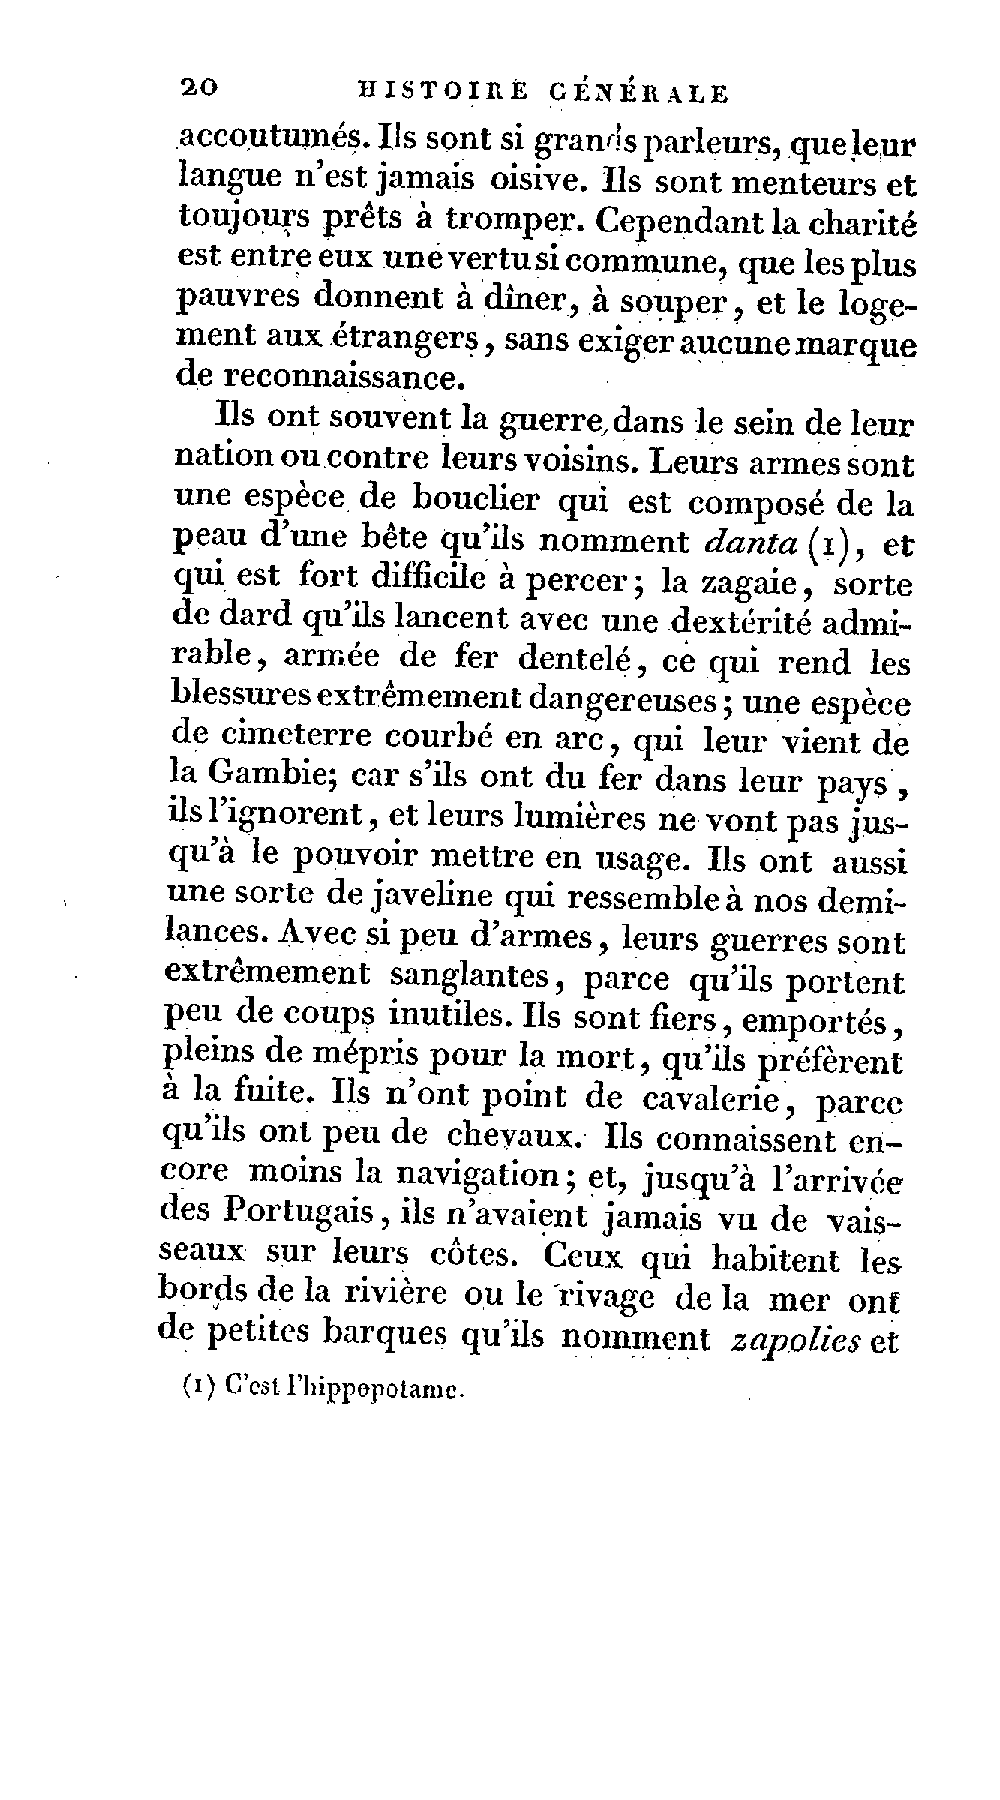 20 HISTOIRE GÉNÉRALE
accoutumés. Ils sont si grands parleurs, que leur
langue n'est jamais oisive. Ils sont menteurs et
toujours prêts à tromper. Cependant la charité
est entre eux une vertu si commune, que les plus
pauvres donnent à dîner, à souper, et le loge-
ment aux étrangers, sans exiger aucune marque
de reconnaissance.
Ils ont souvent la guerre dans le sein de leur
nation ou contre leurs voisins. Leurs armes sont
une espèce de bouclier qui est composé de la
peau d'une bête qu'ils nomment danta (1), et
qui est fort difficile à percer; la zagaie, sorte
de dard qu'ils lancent avec une dextérité admi-
rable, armée de fer dentelé, ce qui rend les
blessures extrêmement dangereuses; une espèce
de cimeterre courbé en arc, qui leur vient de
la Gambie; car s'ils ont du fer dans leur pays,
ils l'ignorent, et leurs lumières ne vont pas jus-
qu'à le pouvoir mettre en usage. Ils ont aussi
une sorte de javeline qui ressemble à nos demi-
lances. Avec si peu d'armes, leurs guerres sont
extrêmement sanglantes, parce qu'ils portent
peu de coups inutiles. Ils sont fiers, emportés,
pleins de mépris pour la mort, qu'ils préfèrent
à la fuite. Ils n'ont point de cavalerie, parce
qu'ils ont peu de chevaux. Ils connaissent en-
core moins la navigation; et, jusqu'à l'arrivée
des Portugais, ils n'avaient jamais vu de vais-
seaux sur leurs côtes. Ceux qui habitent les
bords de la rivière ou le rivage de la mer ont
de petites barques qu'ils nomment zapolies et
(1) C'est l'hippopotame.